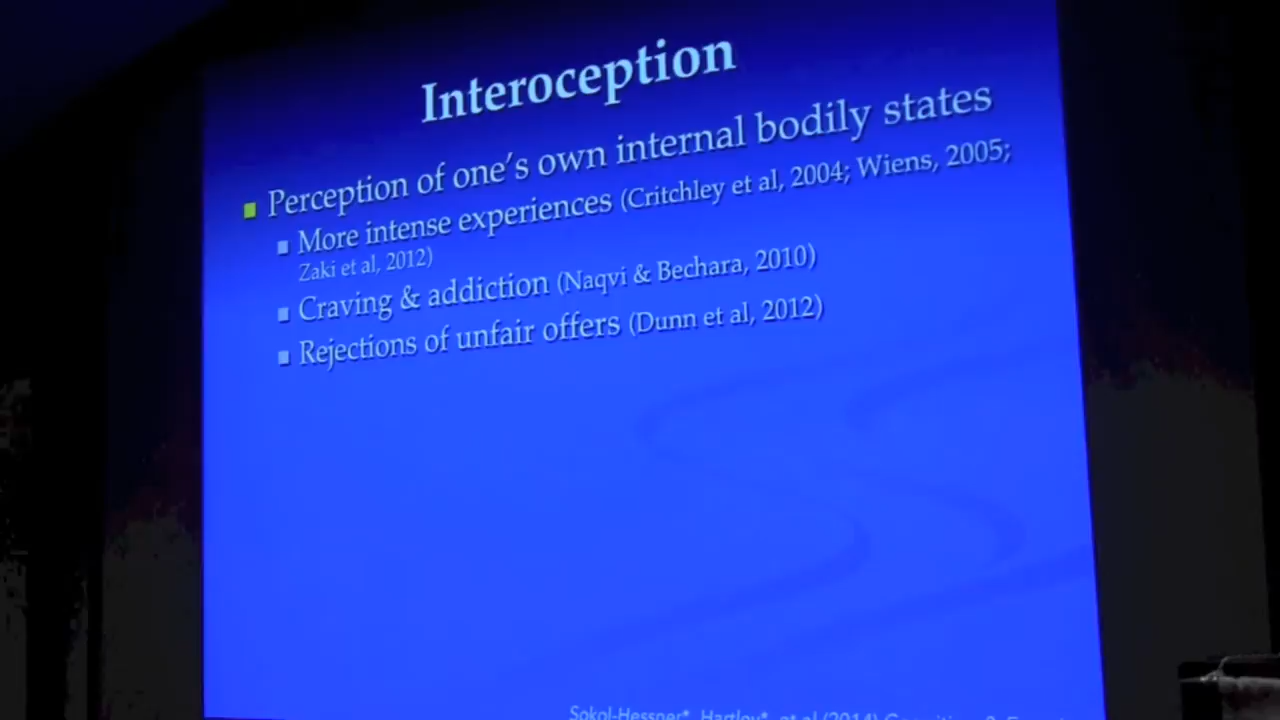 Interoception
Perception of one's own internal bodily states
More intense experiences (Critchley et al, 2004; Wiens, 2005;
Zaki et al, 2012)
Craving & addiction (Naqvi & Bechara, 2010)
Rejections of unfair offers (Dunn et al, 2012)
Sokol-Hessner*, Hartley*, et al (2014) Cognition &